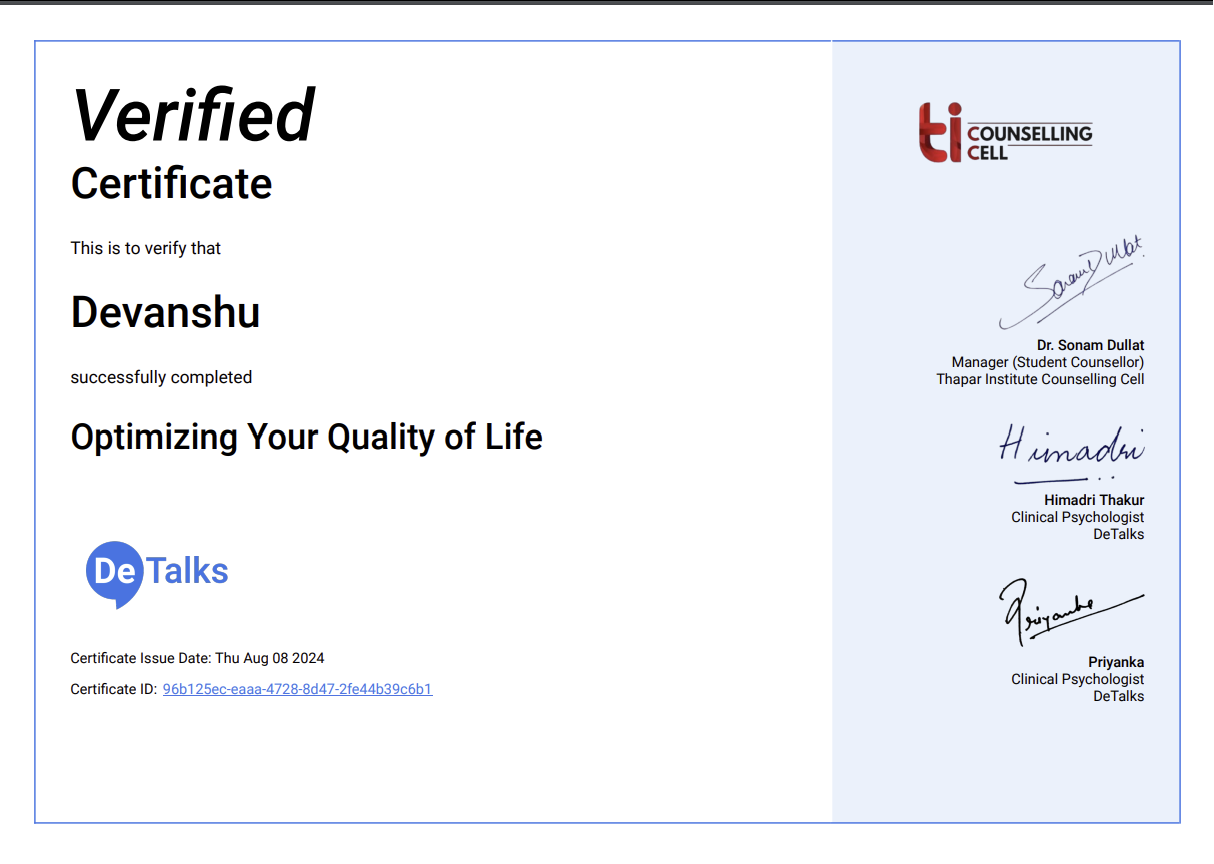 Verified
Certificate
This is to verify that
Devanshu
successfully completed
Optimizing Your Quality of Life
DeTalks
Certificate Issue Date: Thu Aug 08 2024
Certificate ID: 96b125ec-eaaa-4728-8d47-2fe44b39c6b1
ti COUNSELLING
CELL
Sonam Dullat
Dr. Sonam Dullat
Manager (Student Counsellor)
Thapar Institute Counselling Cell
Himadri
Himadri Thakur
Clinical Psychologist
DeTalks
Priyanka
Priyanka
Clinical Psychologist
DeTalks